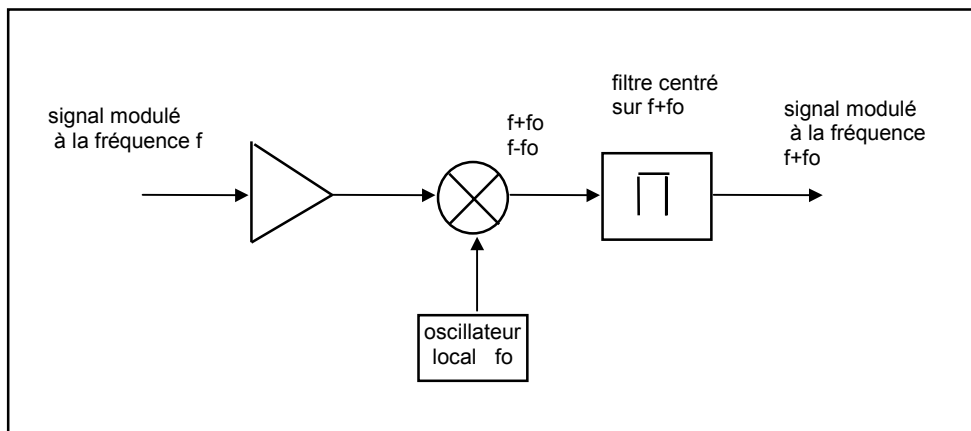 signal modulé
à la fréquence f
f+fo
f-fo
filtre centré
sur f+fo
signal modulé
à la fréquence
f+fo
oscillateur
local fo